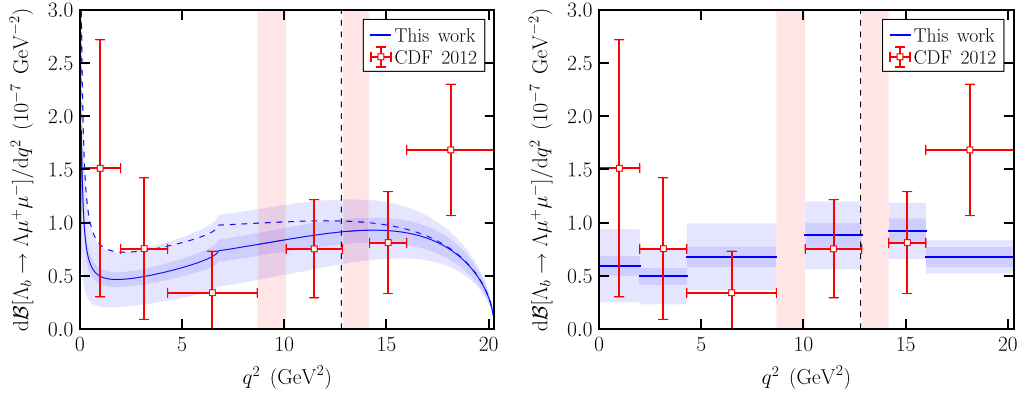 dℬ[Λ_b → Λμ⁺μ⁻]/dq² (10⁻⁷ GeV⁻²)
3.0
2.5
2.0
1.5
1.0
0.5
0.0
0 5 10 15 20
q² (GeV²)
This work
CDF 2012
dℬ[Λ_b → Λμ⁺μ⁻]/dq² (10⁻⁷ GeV⁻²)
3.0
2.5
2.0
1.5
1.0
0.5
0.0
0 5 10 15 20
q² (GeV²)
This work
CDF 2012